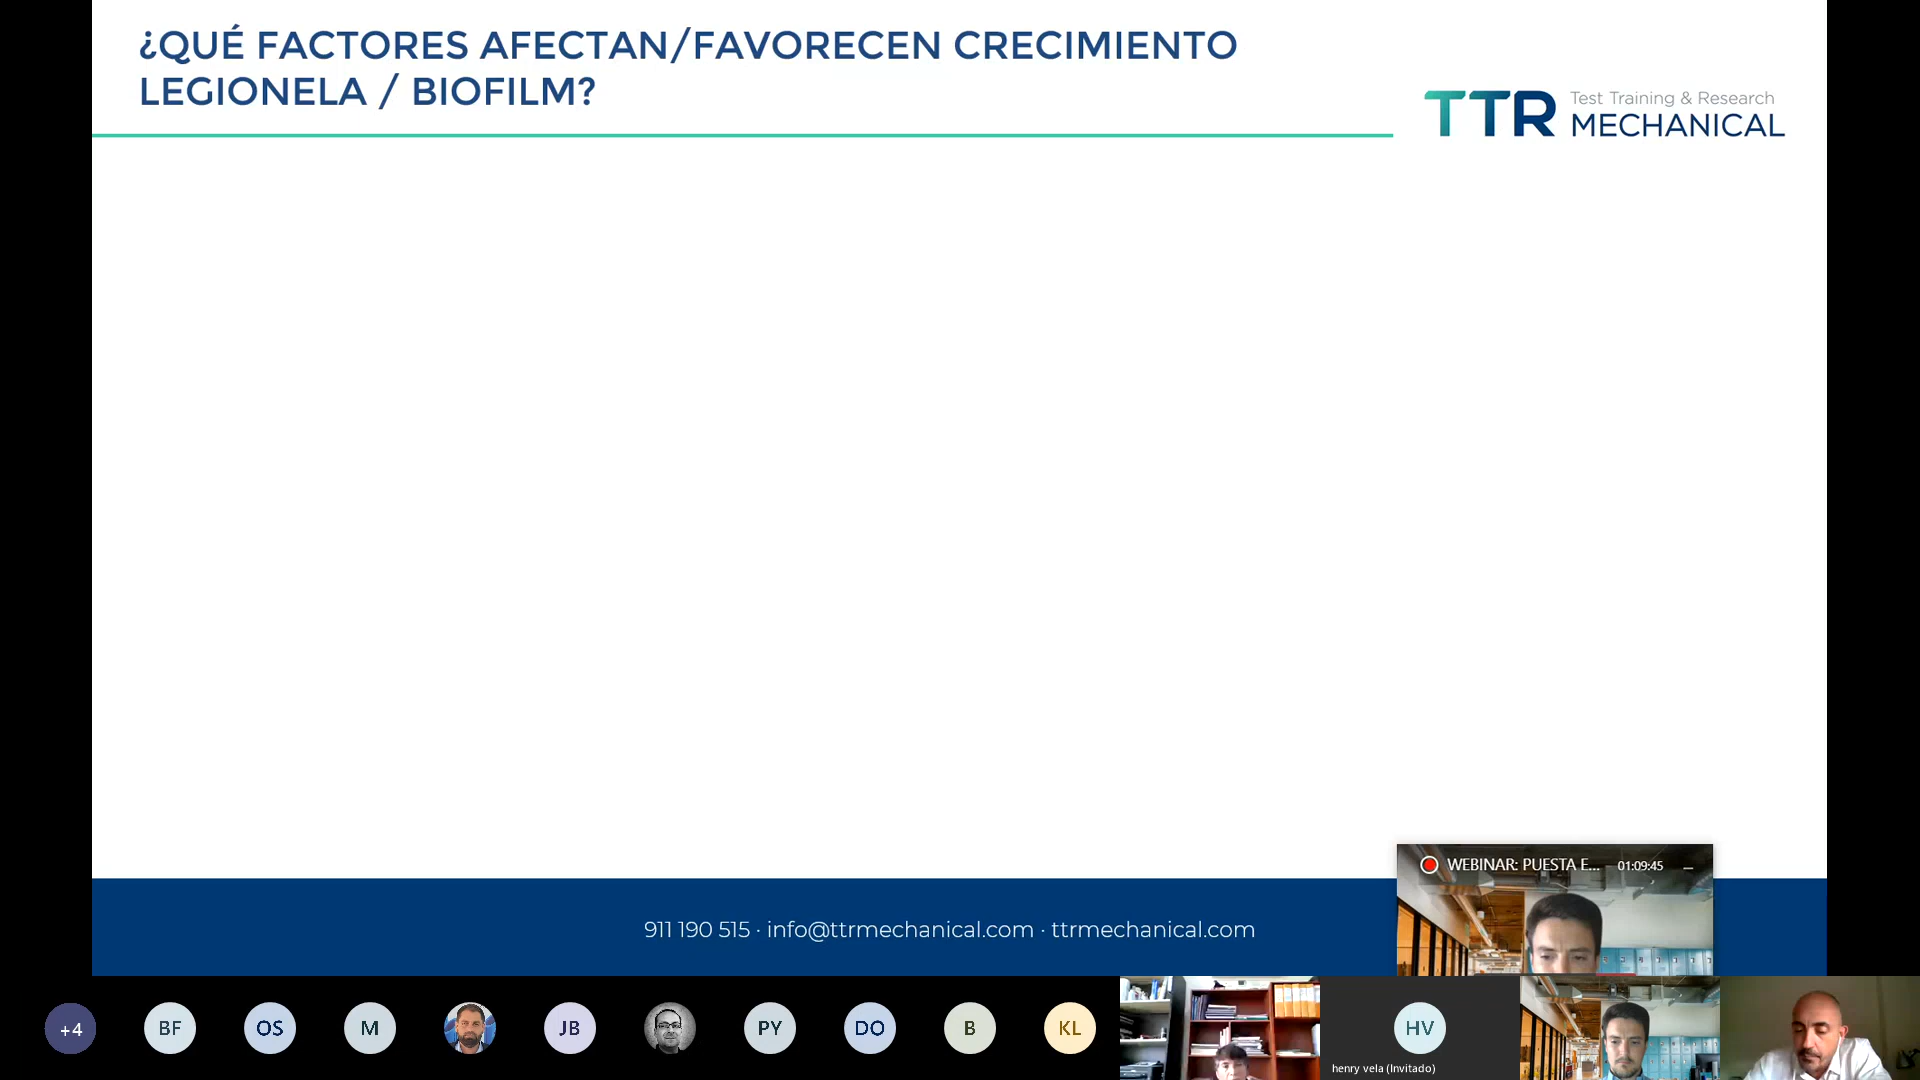 ¿QUÉ FACTORES AFECTAN/FAVORECEN CRECIMIENTO
LEGIONELA / BIOFILM?
TTR Test Training & Research
MECHANICAL
WEBINAR: PUESTA E... 01:09:45
911 190 515 · info@ttrmechanical.com · ttrmechanical.com
+4 BF OS M JB PY DO B KL HV
henry vela (Invitado)